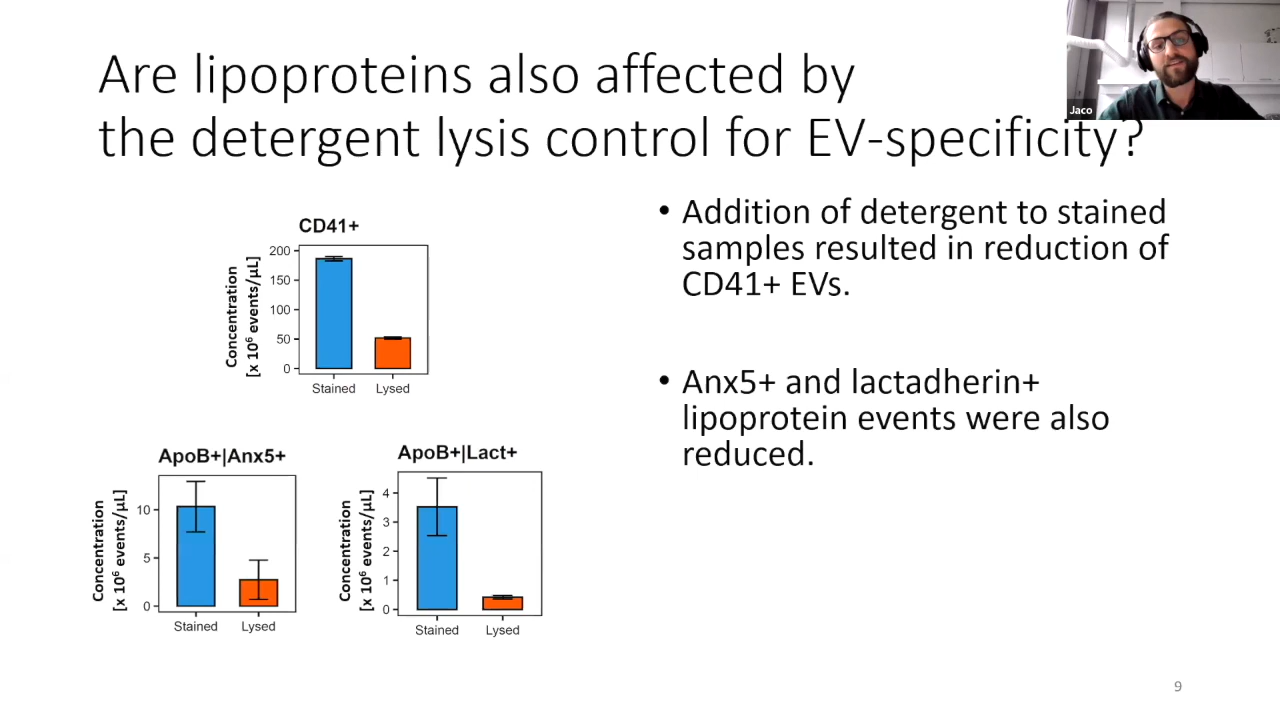 Are lipoproteins also affected by
the detergent lysis control for EV-specificity?
Jaco
CD41+
Concentration
[x 10⁶ events/µL]
200
150
100
50
0
Stained Lysed
ApoB+|Anx5+
Concentration
[x 10⁶ events/µL]
10
5
0
Stained Lysed
ApoB+|Lact+
Concentration
[x 10⁶ events/µL]
4
3
2
1
0
Stained Lysed
• Addition of detergent to stained
samples resulted in reduction of
CD41+ EVs.
• Anx5+ and lactadherin+
lipoprotein events were also
reduced.
9